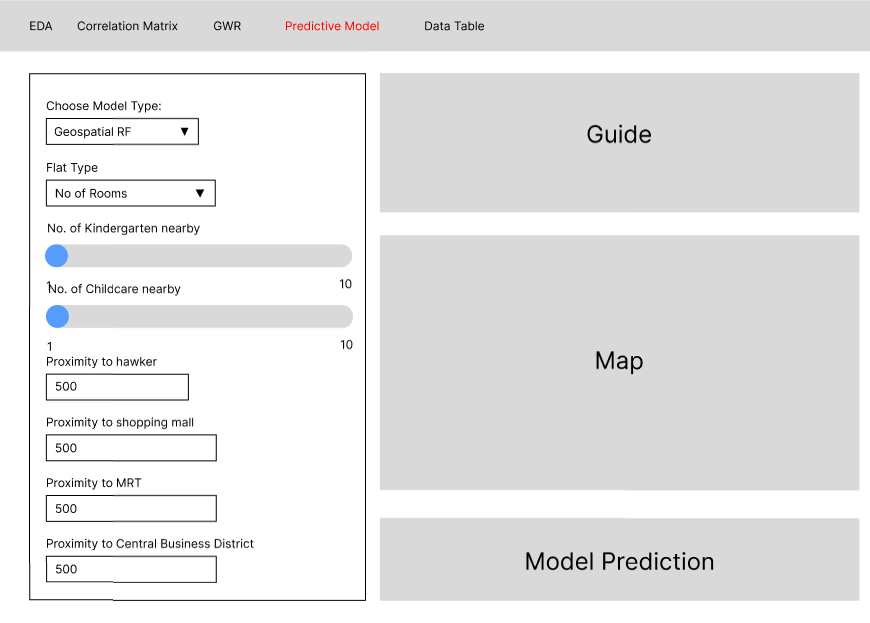 EDA Correlation Matrix GWR Predictive Model Data Table
Choose Model Type:
Geospatial RF ▼
Flat Type
No of Rooms ▼
No. of Kindergarten nearby
1 10
No. of Childcare nearby
1 10
Proximity to hawker
500
Proximity to shopping mall
500
Proximity to MRT
500
Proximity to Central Business District
500
Guide
Map
Model Prediction